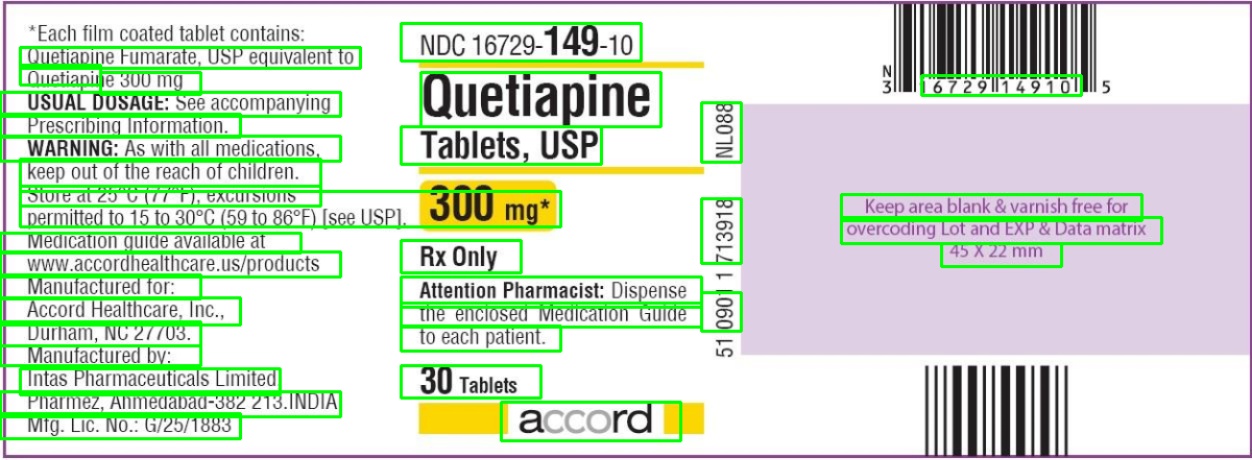 *Each film coated tablet contains:
Quetiapine Fumarate, USP equivalent to
Quetiapine 300 mg
USUAL DOSAGE: See accompanying
Prescribing Information.
WARNING: As with all medications,
keep out of the reach of children.
Store at 25°C (77°F), excursions
permitted to 15 to 30°C (59 to 86°F) [see USP].
Medication guide available at
www.accordhealthcare.us/products
Manufactured for:
Accord Healthcare, Inc.,
Durham, NC 27703.
Manufactured by:
Intas Pharmaceuticals Limited
Pharmez, Ahmedabad-382 213.INDIA
Mfg. Lic. No.: G/25/1883
NDC 16729-149-10
Quetiapine
Tablets, USP
300 mg*
Rx Only
Attention Pharmacist: Dispense
the enclosed Medication Guide
to each patient.
30 Tablets
accord
51 0901 1 713918
NL088
N
3 16729 14910 5
Keep area blank & varnish free for
overcoding Lot and EXP & Data matrix
45 X 22 mm